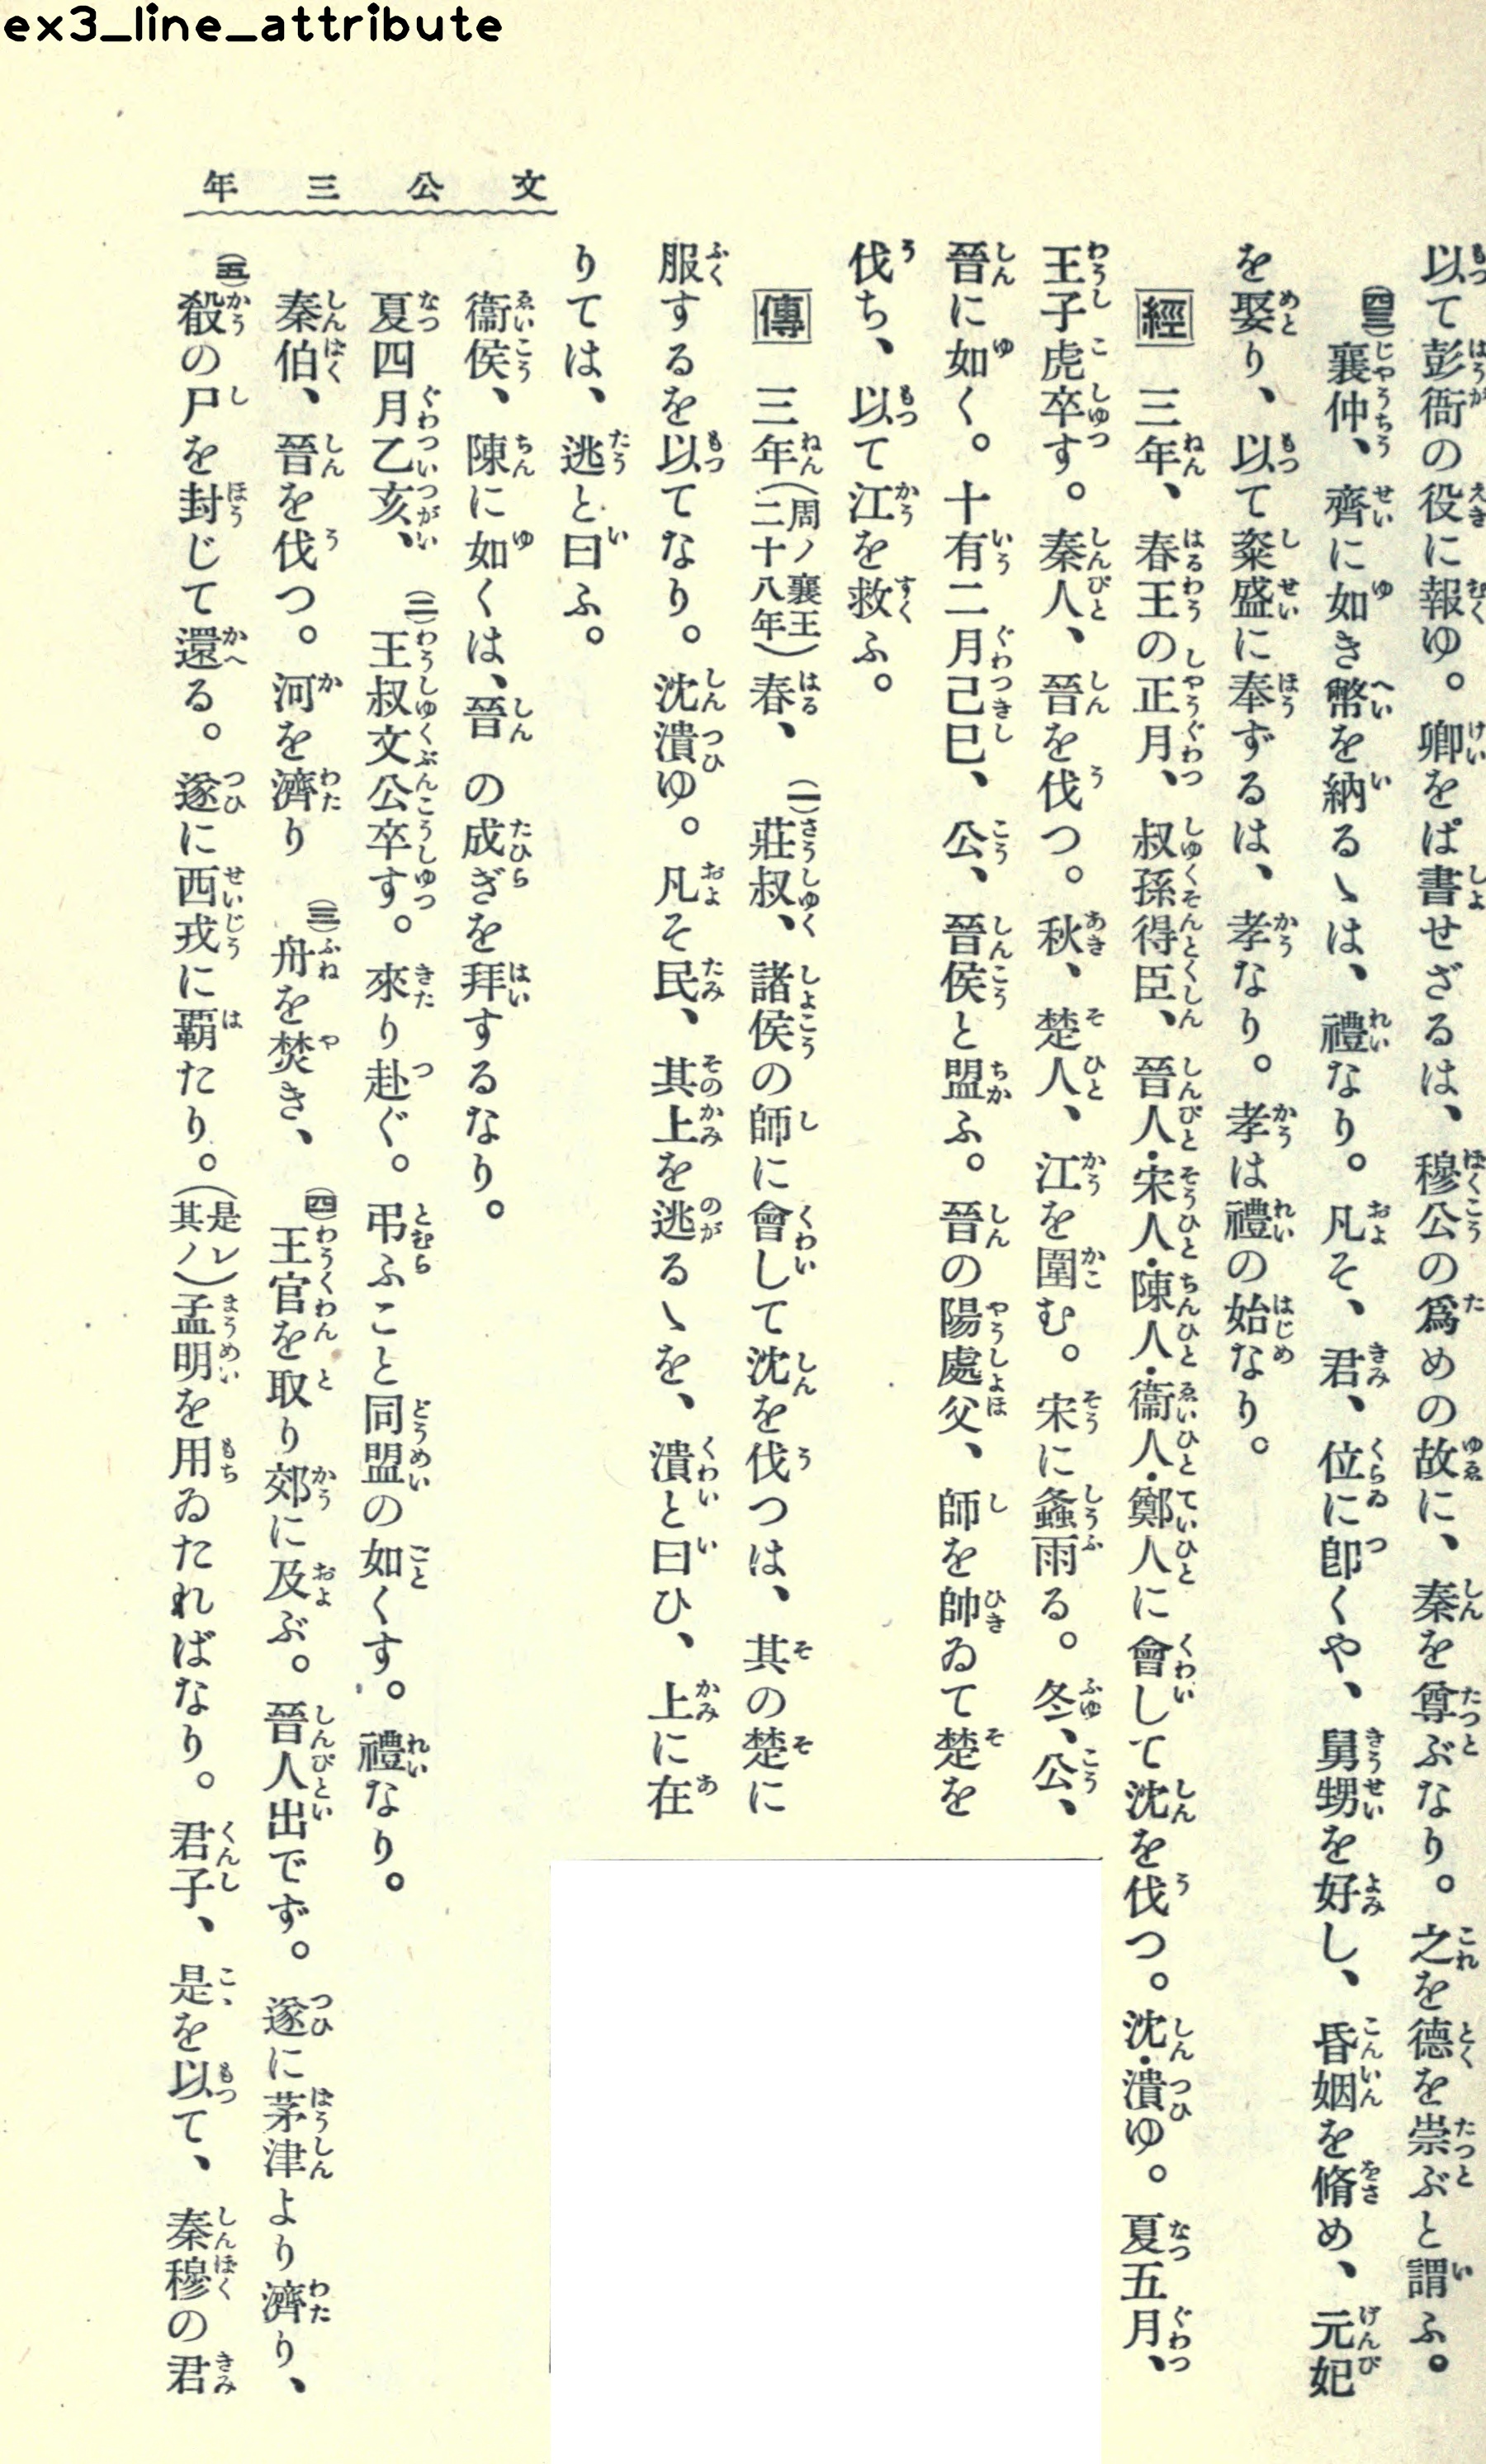 ex3_line_attribute
文公三年
以て彭衙の役に報ゆ。卿をぱ書せざるは、穆公の爲めの故に、秦を尊ぶなり。之を德を崇ぶと謂ふ。
㊃襄仲、齊に如き幣を納るゝは、禮なり。凡そ、君、位に卽くや、舅甥を好し、昏姻を脩め、元妃
を娶り、以て粢盛に奉ずるは、孝なり。孝は禮の始なり。
經　三年、春王の正月、叔孫得臣、晉人・宋人・陳人・衞人・鄭人に會して沈を伐つ。沈・潰ゆ。夏五月、
王子虎卒す。秦人、晉を伐つ。秋、楚人、江を圍む。宋に螽雨る。冬、公、
晉に如く。十有二月己巳、公、晉侯と盟ふ。晉の陽處父、師を帥ゐて楚を
伐ち、以て江を救ふ。
傳　三年(周ノ襄王二十八年)春、(一)莊叔、諸侯の師に會して沈を伐つは、其の楚に
服するを以てなり。沈潰ゆ。凡そ民、其上を逃るゝを、潰と曰ひ、上に在
りては、逃と曰ふ。
衞侯、陳に如くは、晉の成ぎを拜するなり。
夏四月乙亥、(二)王叔文公卒す。來り赴ぐ。弔ふこと同盟の如くす。禮なり。
秦伯、晉を伐つ。河を濟り(三)舟を焚き、(四)王官を取り郊に及ぶ。晉人出でず。遂に茅津より濟り、
(五)殽の尸を封じて還る。遂に西戎に覇たり。(是レ其ノ)孟明を用ゐたればなり。君子、是を以て、秦穆の君